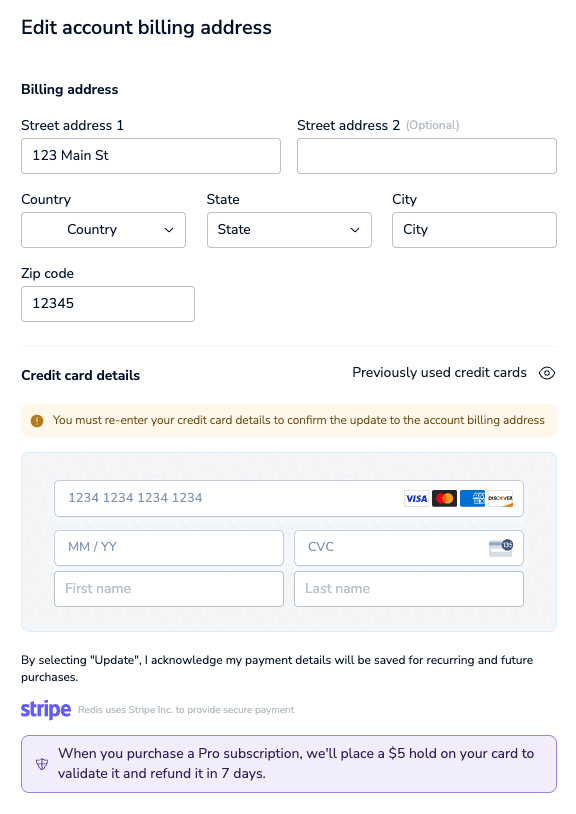 Edit account billing address
Billing address
Street address 1
Street address 2 (Optional)
123 Main St
Country
State
City
Country
State
City
Zip code
12345
Credit card details
Previously used credit cards
You must re-enter your credit card details to confirm the update to the account billing address
1234 1234 1234 1234
VISA
AM EX
DISCOVER
MM / YY
CVC
135
First name
Last name
By selecting "Update", I acknowledge my payment details will be saved for recurring and future
purchases.
stripe Redis uses Stripe Inc. to provide secure payment
When you purchase a Pro subscription, we'll place a $5 hold on your card to
validate it and refund it in 7 days.